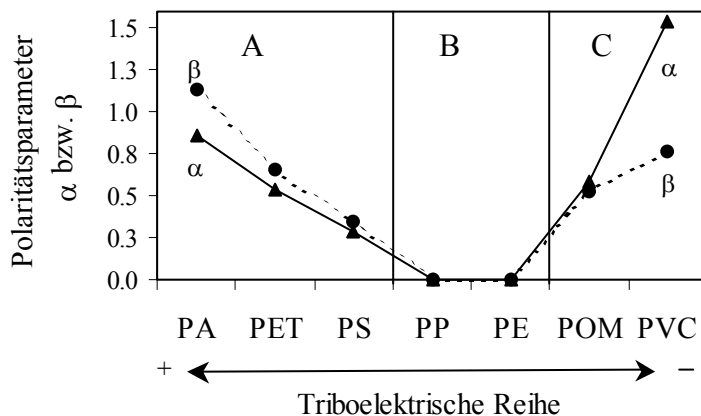 Polaritätsparameter
α bzw. β
1.5
1.3
1.0
0.8
0.5
0.3
0.0
A
B
C
β
α
α
β
PA PET PS PP PE POM PVC
+ −
Triboelektrische Reihe